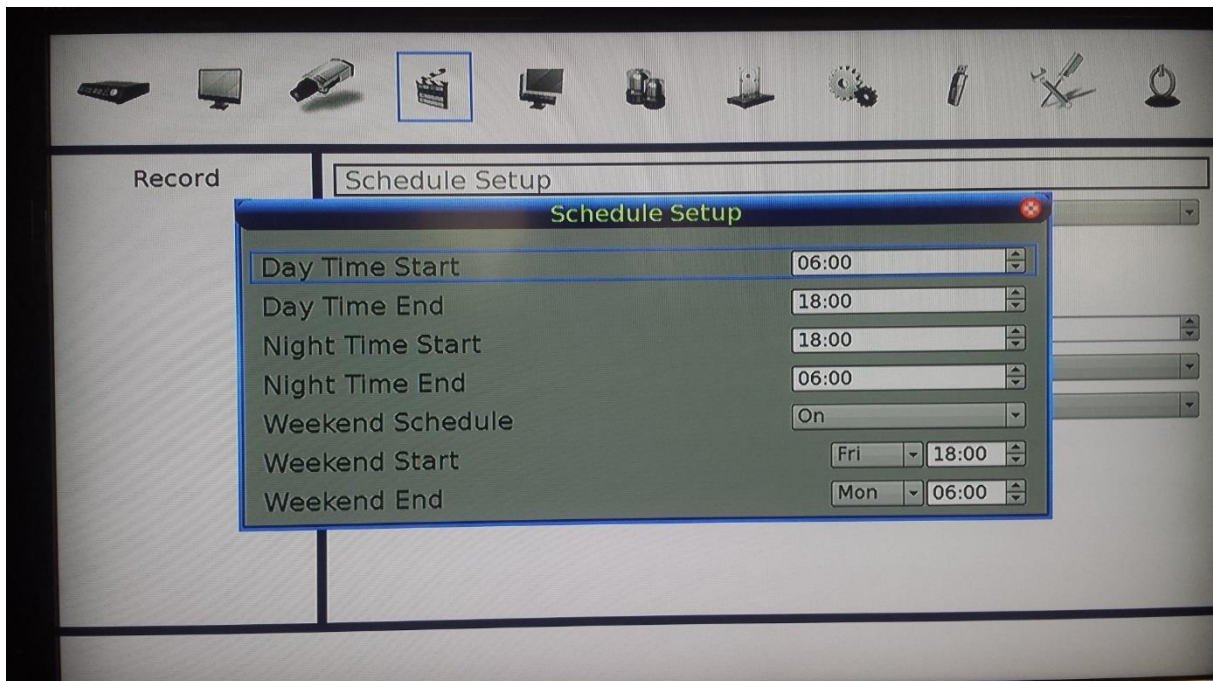 Record
Schedule Setup
Schedule Setup
Day Time Start 06:00
Day Time End 18:00
Night Time Start 18:00
Night Time End 06:00
Weekend Schedule On
Weekend Start Fri 18:00
Weekend End Mon 06:00